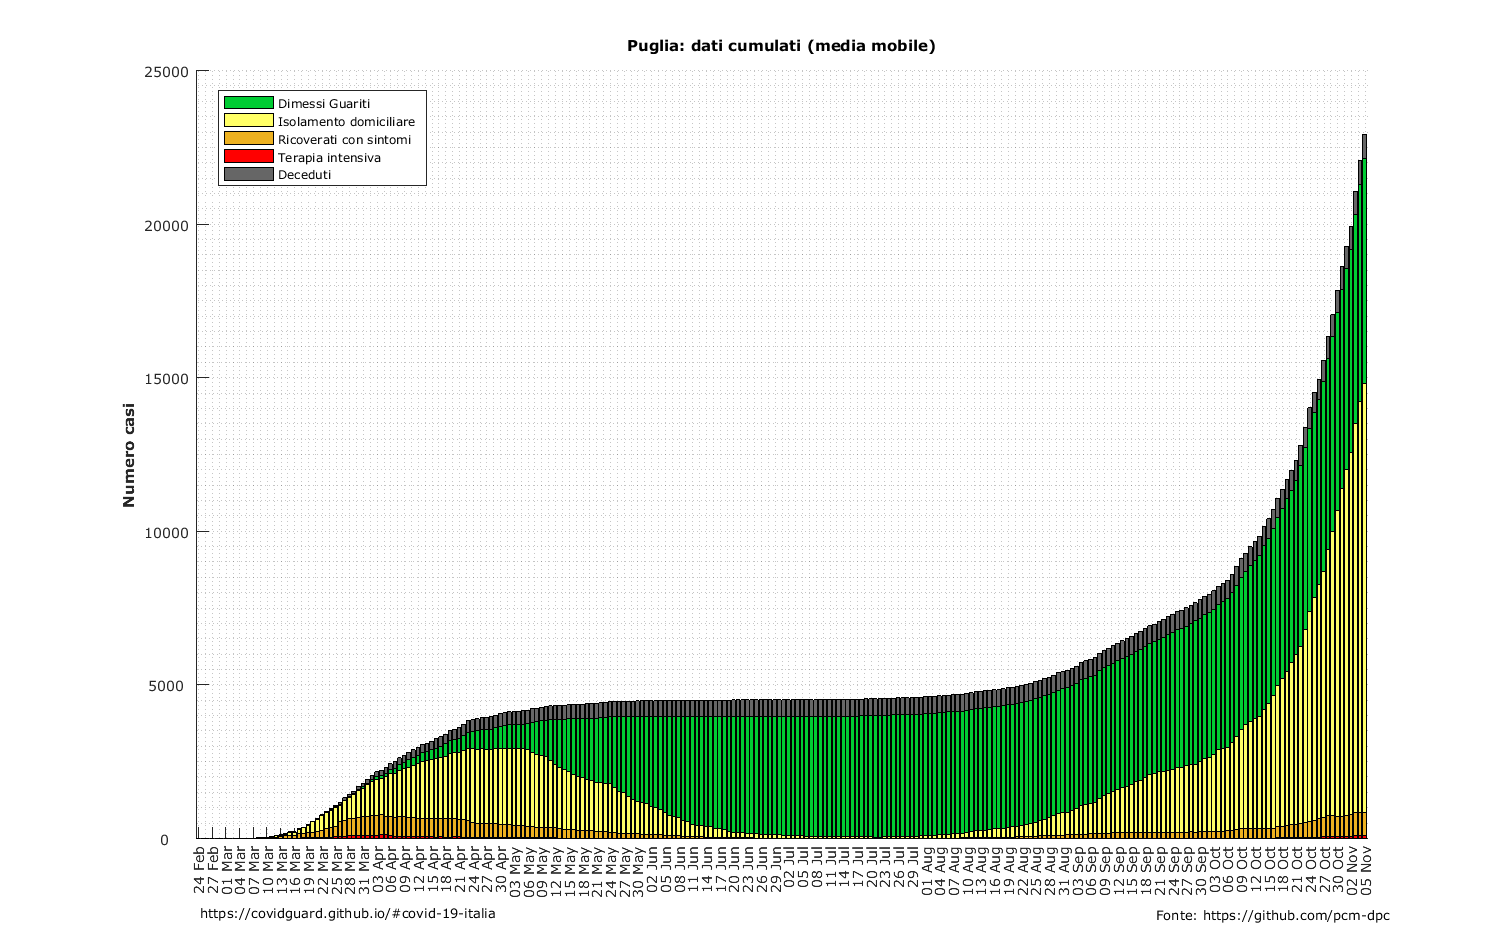 Puglia: dati cumulati (media mobile)
25000
20000
15000
10000
5000
0
Numero casi
Dimessi Guariti
Isolamento domiciliare
Ricoverati con sintomi
Terapia intensiva
Deceduti
24 Feb
27 Feb
01 Mar
04 Mar
07 Mar
10 Mar
13 Mar
16 Mar
19 Mar
22 Mar
25 Mar
28 Mar
31 Mar
03 Apr
06 Apr
09 Apr
12 Apr
15 Apr
18 Apr
21 Apr
24 Apr
27 Apr
30 Apr
03 May
06 May
09 May
12 May
15 May
18 May
21 May
24 May
27 May
30 May
02 Jun
05 Jun
08 Jun
11 Jun
14 Jun
17 Jun
20 Jun
23 Jun
26 Jun
29 Jun
02 Jul
05 Jul
08 Jul
11 Jul
14 Jul
17 Jul
20 Jul
23 Jul
26 Jul
29 Jul
01 Aug
04 Aug
07 Aug
10 Aug
13 Aug
16 Aug
19 Aug
22 Aug
25 Aug
28 Aug
31 Aug
03 Sep
06 Sep
09 Sep
12 Sep
15 Sep
18 Sep
21 Sep
24 Sep
27 Sep
30 Sep
03 Oct
06 Oct
09 Oct
12 Oct
15 Oct
18 Oct
21 Oct
24 Oct
27 Oct
30 Oct
02 Nov
05 Nov
https://covidguard.github.io/#covid-19-italia
Fonte: https://github.com/pcm-dpc